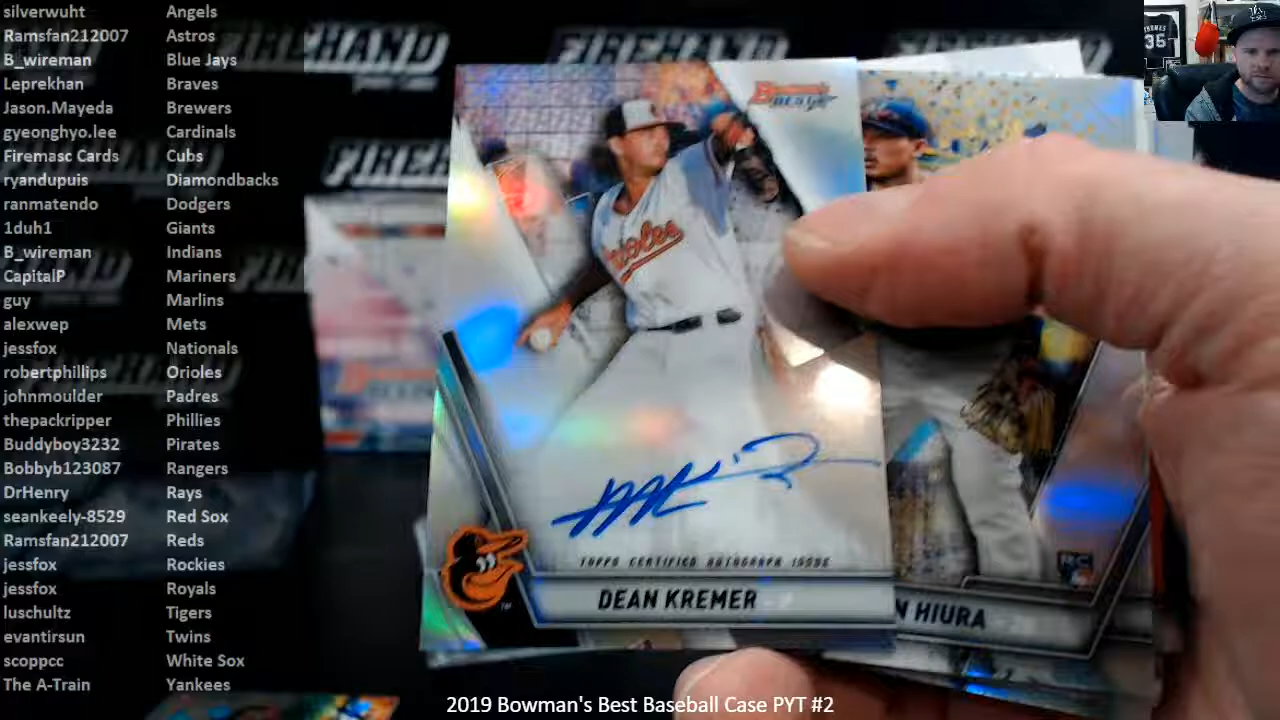 silverwuht Angels
Ramsfan212007 Astros
B_wireman Blue Jays
Leprekhan Braves
Jason.Mayeda Brewers
gyeonghyo.lee Cardinals
Firemasc Cards Cubs
ryandupuis Diamondbacks
ranmatendo Dodgers
1duh1 Giants
B_wireman Indians
CapitalP Mariners
guy Marlins
alexwep Mets
jessfox Nationals
robertphillips Orioles
johnmoulder Padres
thepackripper Phillies
Buddyboy3232 Pirates
Bobbyb123087 Rangers
DrHenry Rays
seankeely-8529 Red Sox
Ramsfan212007 Reds
jessfox Rockies
jessfox Royals
luschultz Tigers
evantirsun Twins
scoppcc White Sox
The A-Train Yankees
FIREHAND
FIREHAND
35
Bowman's
BEST
Orioles
TOPPS CERTIFIED AUTOGRAPH ISSUE
DEAN KREMER
RC
N HIURA
2019 Bowman's Best Baseball Case PYT #2